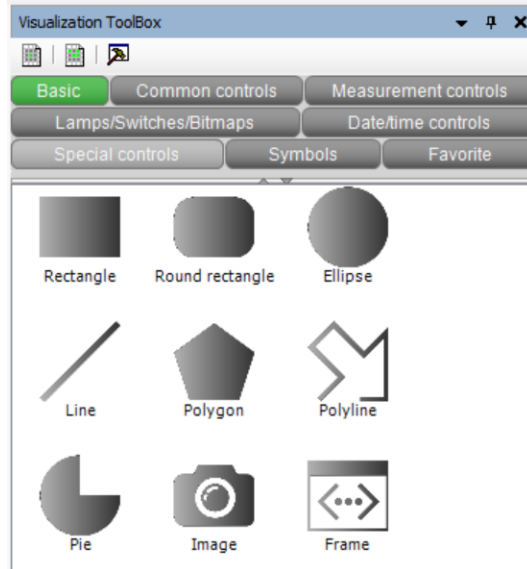 Visualization ToolBox
Basic Common controls Measurement controls
Lamps/Switches/Bitmaps Date/time controls
Special controls Symbols Favorite
Rectangle Round rectangle Ellipse
Line Polygon Polyline
Pie Image Frame